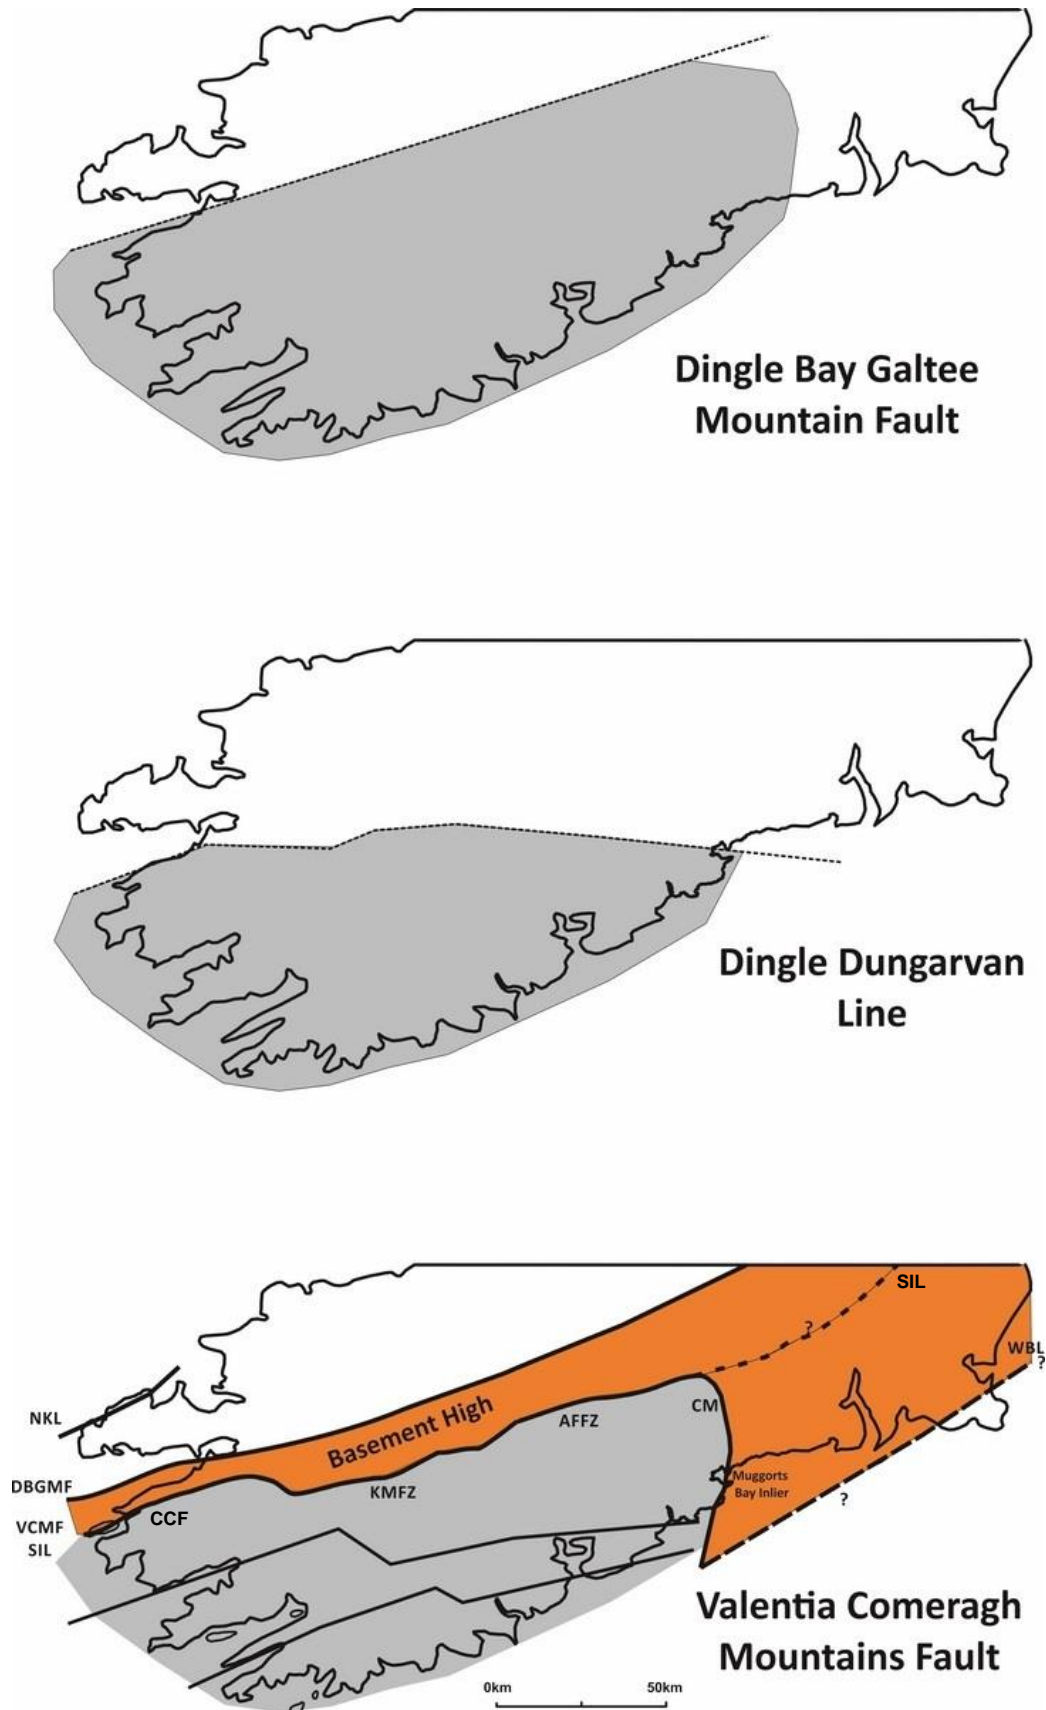 Dingle Bay Galtee
Mountain Fault
Dingle Dungarvan
Line
SIL
?
WBL
?
NKL
Basement High
CM
AFFZ
DBGMF
KMFZ
Muggorts
Bay Inlier
?
CCF
VCMF
SIL
Valentia Comeragh
Mountains Fault
0km
50km